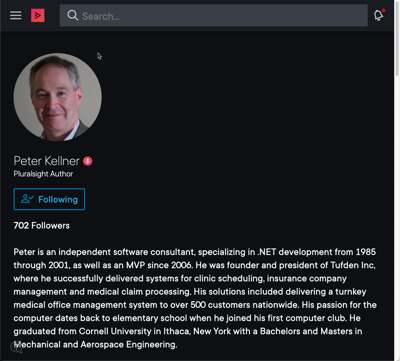 Search...
Peter Kellner
Pluralsight Author
Following
702 Followers
Peter is an independent software consultant, specializing in .NET development from 1985
through 2001, as well as an MVP since 2006. He was founder and president of Tufden Inc,
where he successfully delivered systems for clinic scheduling, insurance company
management and medical claim processing. His solutions included delivering a turnkey
medical office management system to over 500 customers nationwide. His passion for the
computer dates back to elementary school when he joined his first computer club. He
graduated from Cornell University in Ithaca, New York with a Bachelors and Masters in
Mechanical and Aerospace Engineering.